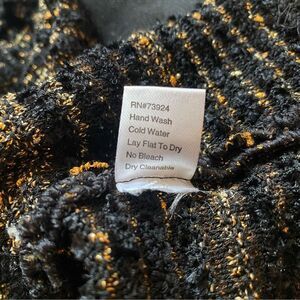 RN#73924
Hand Wash
Cold Water
Lay Flat To Dry
No Bleach
Dry Cleanable